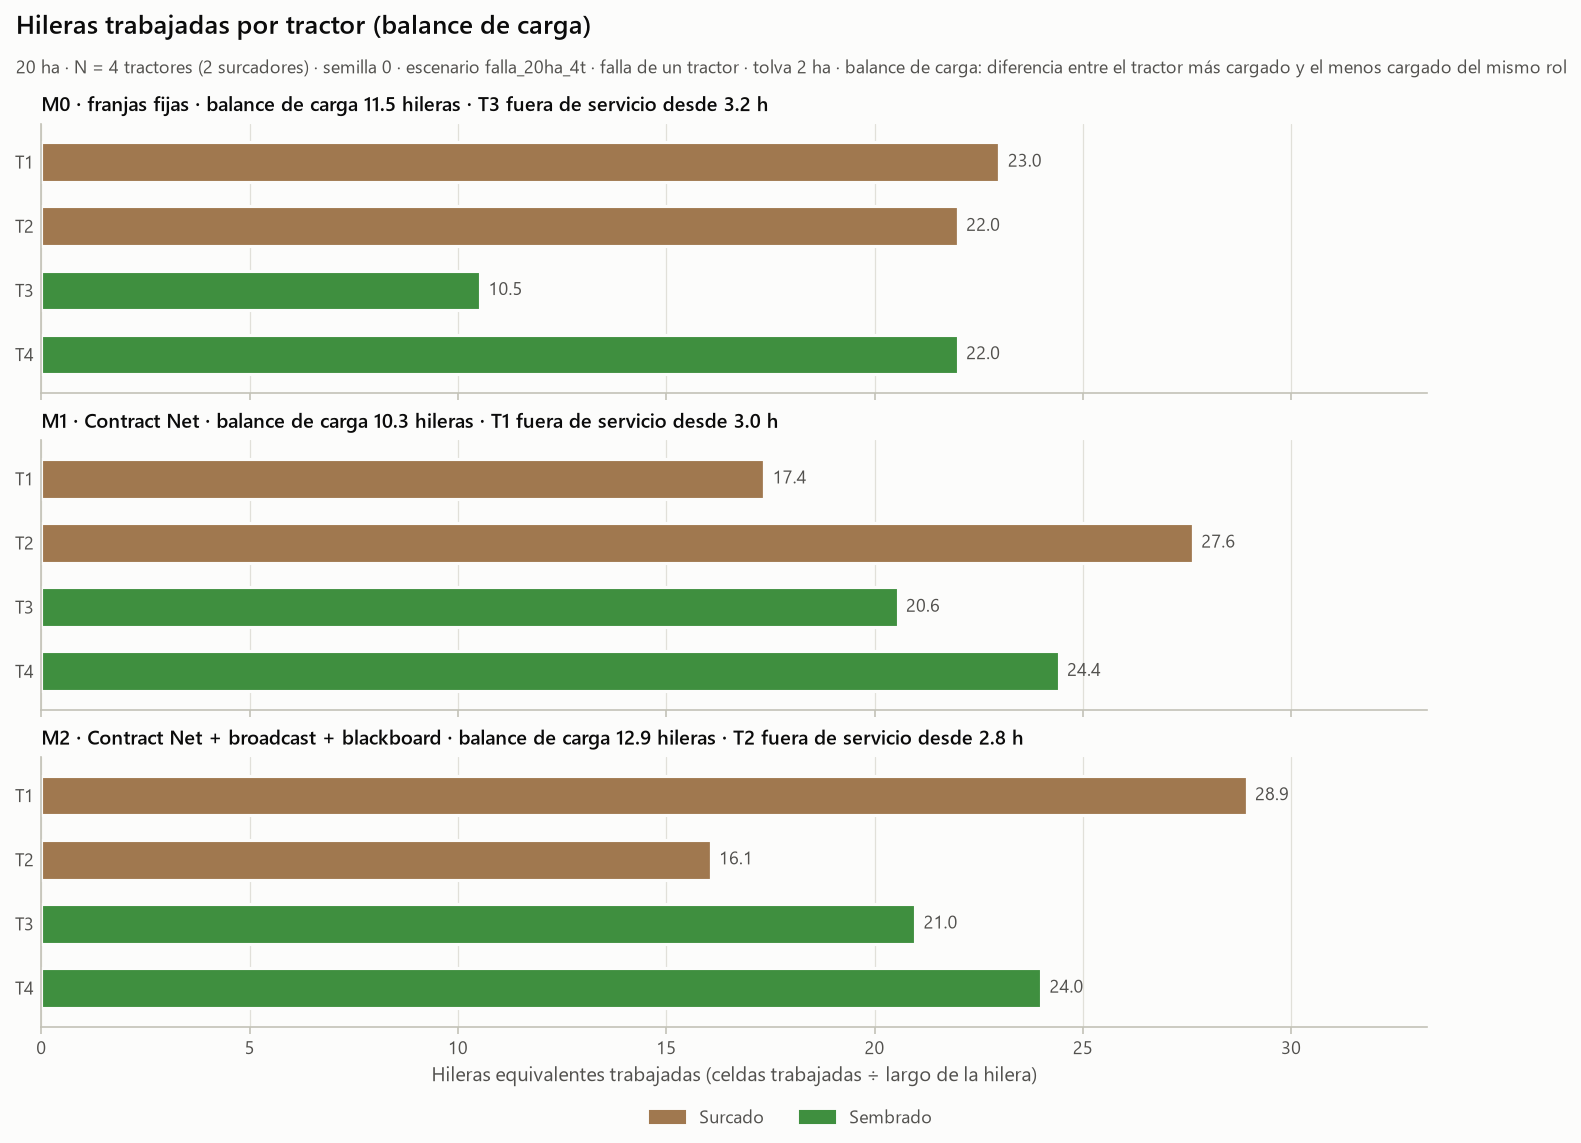 Hileras trabajadas por tractor (balance de carga)
20 ha · N = 4 tractores (2 surcadores) · semilla 0 · escenario falla_20ha_4t · falla de un tractor · tolva 2 ha · balance de carga: diferencia entre el tractor más cargado y el menos cargado del mismo rol
M0 · franjas fijas · balance de carga 11.5 hileras · T3 fuera de servicio desde 3.2 h
T1 23.0
T2 22.0
T3 10.5
T4 22.0
M1 · Contract Net · balance de carga 10.3 hileras · T1 fuera de servicio desde 3.0 h
T1 17.4
T2 27.6
T3 20.6
T4 24.4
M2 · Contract Net + broadcast + blackboard · balance de carga 12.9 hileras · T2 fuera de servicio desde 2.8 h
T1 28.9
T2 16.1
T3 21.0
T4 24.0
0 5 10 15 20 25 30
Hileras equivalentes trabajadas (celdas trabajadas ÷ largo de la hilera)
Surcado Sembrado